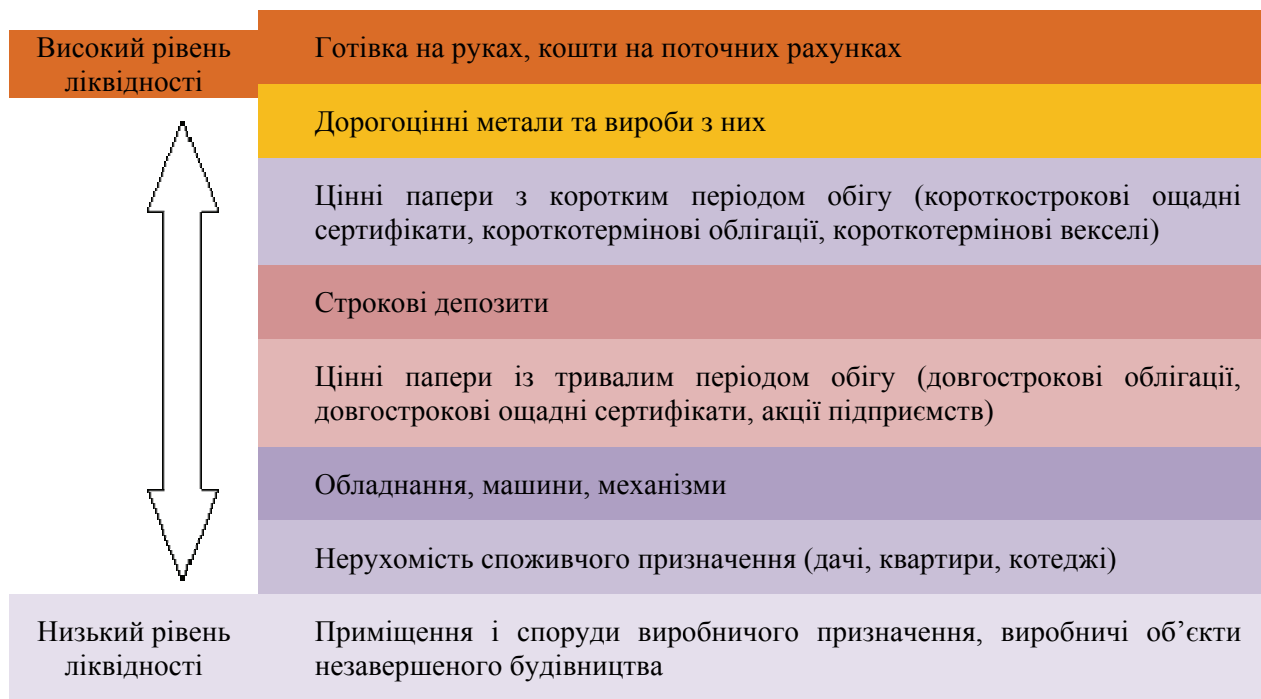 Високий рівень
ліквідності
Готівка на руках, кошти на поточних рахунках
Дорогоцінні метали та вироби з них
Цінні папери з коротким періодом обігу (короткострокові ощадні
сертифікати, короткотермінові облігації, короткотермінові векселі)
Строкові депозити
Цінні папери із тривалим періодом обігу (довгострокові облігації,
довгострокові ощадні сертифікати, акції підприємств)
Обладнання, машини, механізми
Нерухомість споживчого призначення (дачі, квартири, котеджі)
Низький рівень
ліквідності
Приміщення і споруди виробничого призначення, виробничі об’єкти
незавершеного будівництва